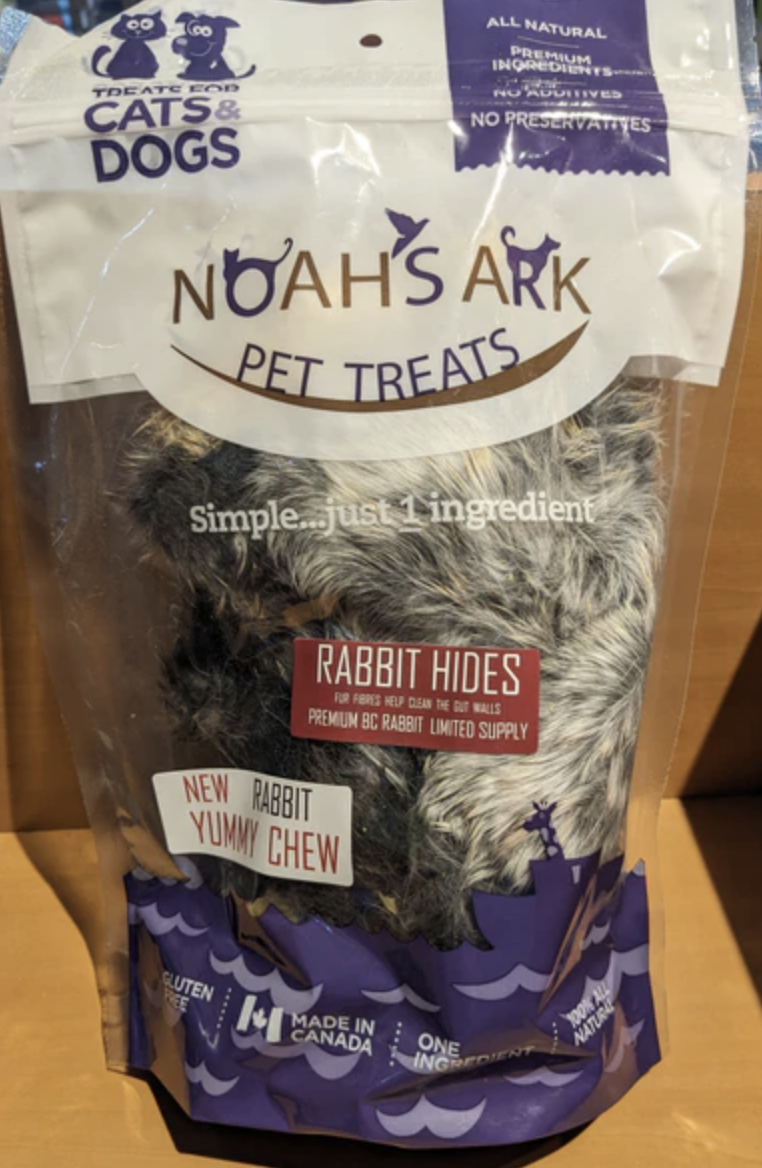 TREATS FOR
CATS&
DOGS
ALL NATURAL
PREMIUM
INGREDIENTS
NO ADDITIVES
NO PRESERVATIVES
NOAH'S ARK
PET TREATS
Simple...just 1 ingredient
RABBIT HIDES
FUR FIBRES HELP CLEAN THE GUT WALLS
PREMIUM BC RABBIT LIMITED SUPPLY
NEW RABBIT
YUMMY CHEW
GLUTEN
FREE
MADE IN
CANADA
ONE
INGREDIENT
100% ALL
NATURAL